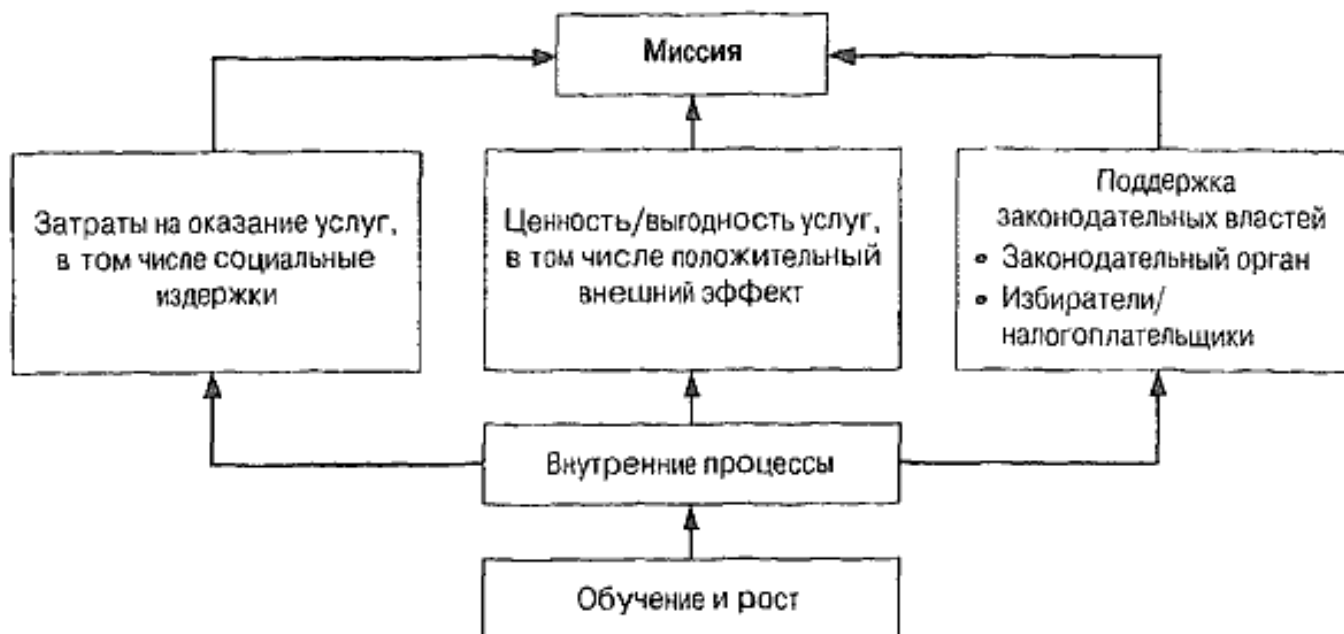 Миссия
Затраты на оказание услуг,
в том числе социальные
издержки
Ценность/выгодность услуг,
в том числе положительный
внешний эффект
Поддержка
законодательных властей
• Законодательный орган
• Избиратели/
налогоплательщики
Внутренние процессы
Обучение и рост